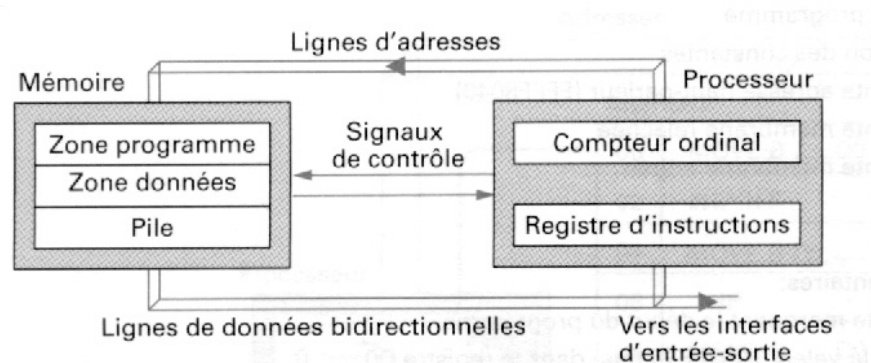 Lignes d'adresses
Mémoire
Processeur
Zone programme
Zone données
Pile
Signaux
de contrôle
Compteur ordinal
Registre d'instructions
Lignes de données bidirectionnelles
Vers les interfaces
d'entrée-sortie